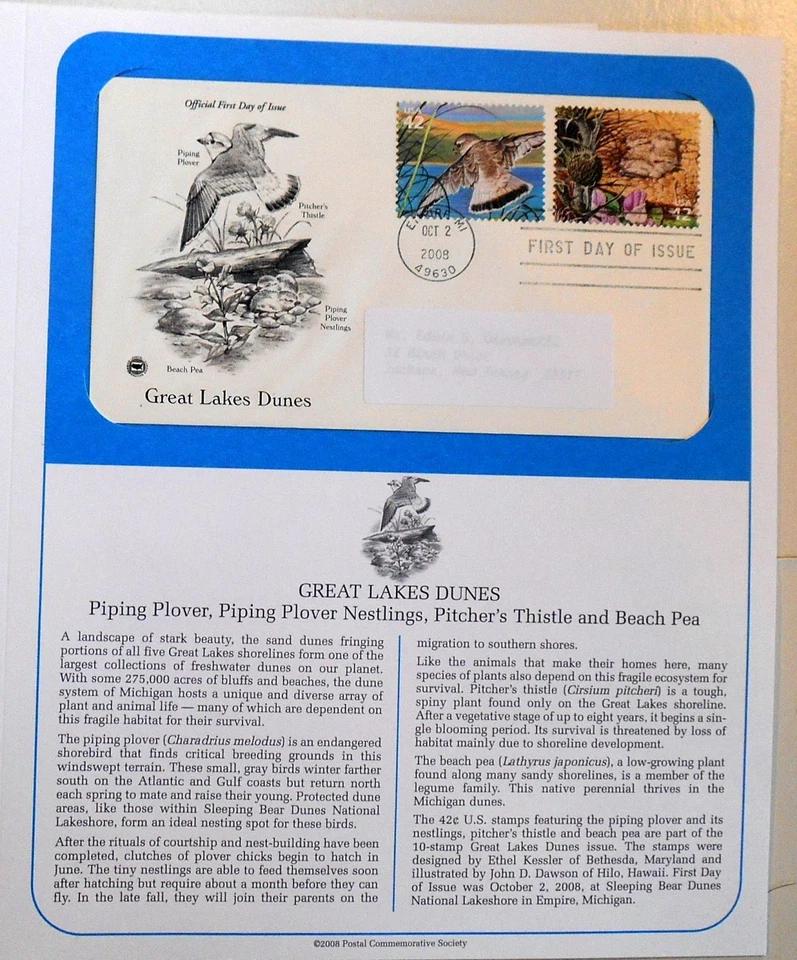 Official First Day of Issue
Piping
Plover
Pitcher's
Thistle
Piping
Plover
Nestlings
Beach Pea
Great Lakes Dunes
USA
42
USA
42
EMPIRE MI
OCT 2
2008
49630
FIRST DAY OF ISSUE
GREAT LAKES DUNES
Piping Plover, Piping Plover Nestlings, Pitcher's Thistle and Beach Pea
A landscape of stark beauty, the sand dunes fringing
portions of all five Great Lakes shorelines form one of the
largest collections of freshwater dunes on our planet.
With some 275,000 acres of bluffs and beaches, the dune
system of Michigan hosts a unique and diverse array of
plant and animal life — many of which are dependent on
this fragile habitat for their survival.
The piping plover (Charadrius melodus) is an endangered
shorebird that finds critical breeding grounds in this
windswept terrain. These small, gray birds winter farther
south on the Atlantic and Gulf coasts but return north
each spring to mate and raise their young. Protected dune
areas, like those within Sleeping Bear Dunes National
Lakeshore, form an ideal nesting spot for these birds.
After the rituals of courtship and nest-building have been
completed, clutches of plover chicks begin to hatch in
June. The tiny nestlings are able to feed themselves soon
after hatching but require about a month before they can
fly. In the late fall, they will join their parents on the
migration to southern shores.
Like the animals that make their homes here, many
species of plants also depend on this fragile ecosystem for
survival. Pitcher's thistle (Cirsium pitcheri) is a tough,
spiny plant found only on the Great Lakes shoreline.
After a vegetative stage of up to eight years, it begins a sin-
gle blooming period. Its survival is threatened by loss of
habitat mainly due to shoreline development.
The beach pea (Lathyrus japonicus), a low-growing plant
found along many sandy shorelines, is a member of the
legume family. This native perennial thrives in the
Michigan dunes.
The 42¢ U.S. stamps featuring the piping plover and its
nestlings, pitcher's thistle and beach pea are part of the
10-stamp Great Lakes Dunes issue. The stamps were
designed by Ethel Kessler of Bethesda, Maryland and
illustrated by John D. Dawson of Hilo, Hawaii. First Day
of Issue was October 2, 2008, at Sleeping Bear Dunes
National Lakeshore in Empire, Michigan.
©2008 Postal Commemorative Society